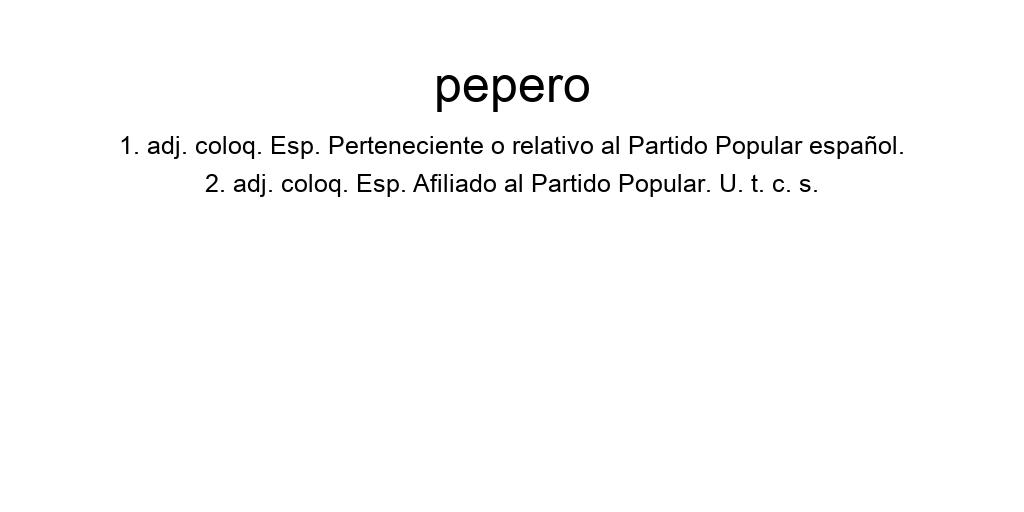 pepero
1. adj. coloq. Esp. Perteneciente o relativo al Partido Popular español.
2. adj. coloq. Esp. Afiliado al Partido Popular. U. t. c. s.